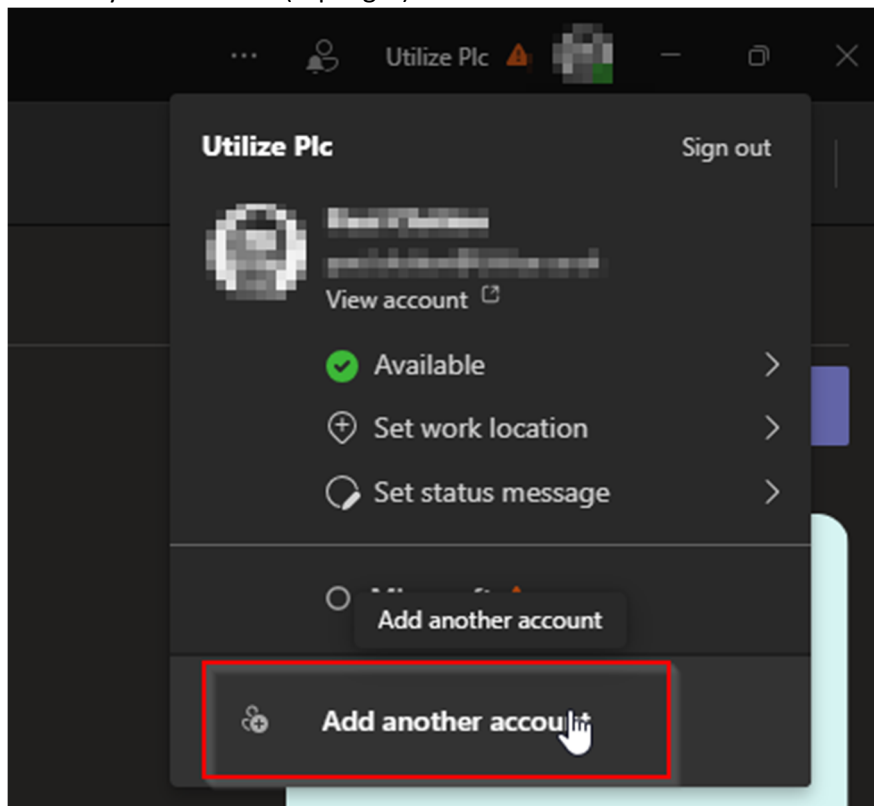 Utilize Plc
Utilize Plc
Sign out
View account
Available
Set work location
Set status message
Add another account
Add another account